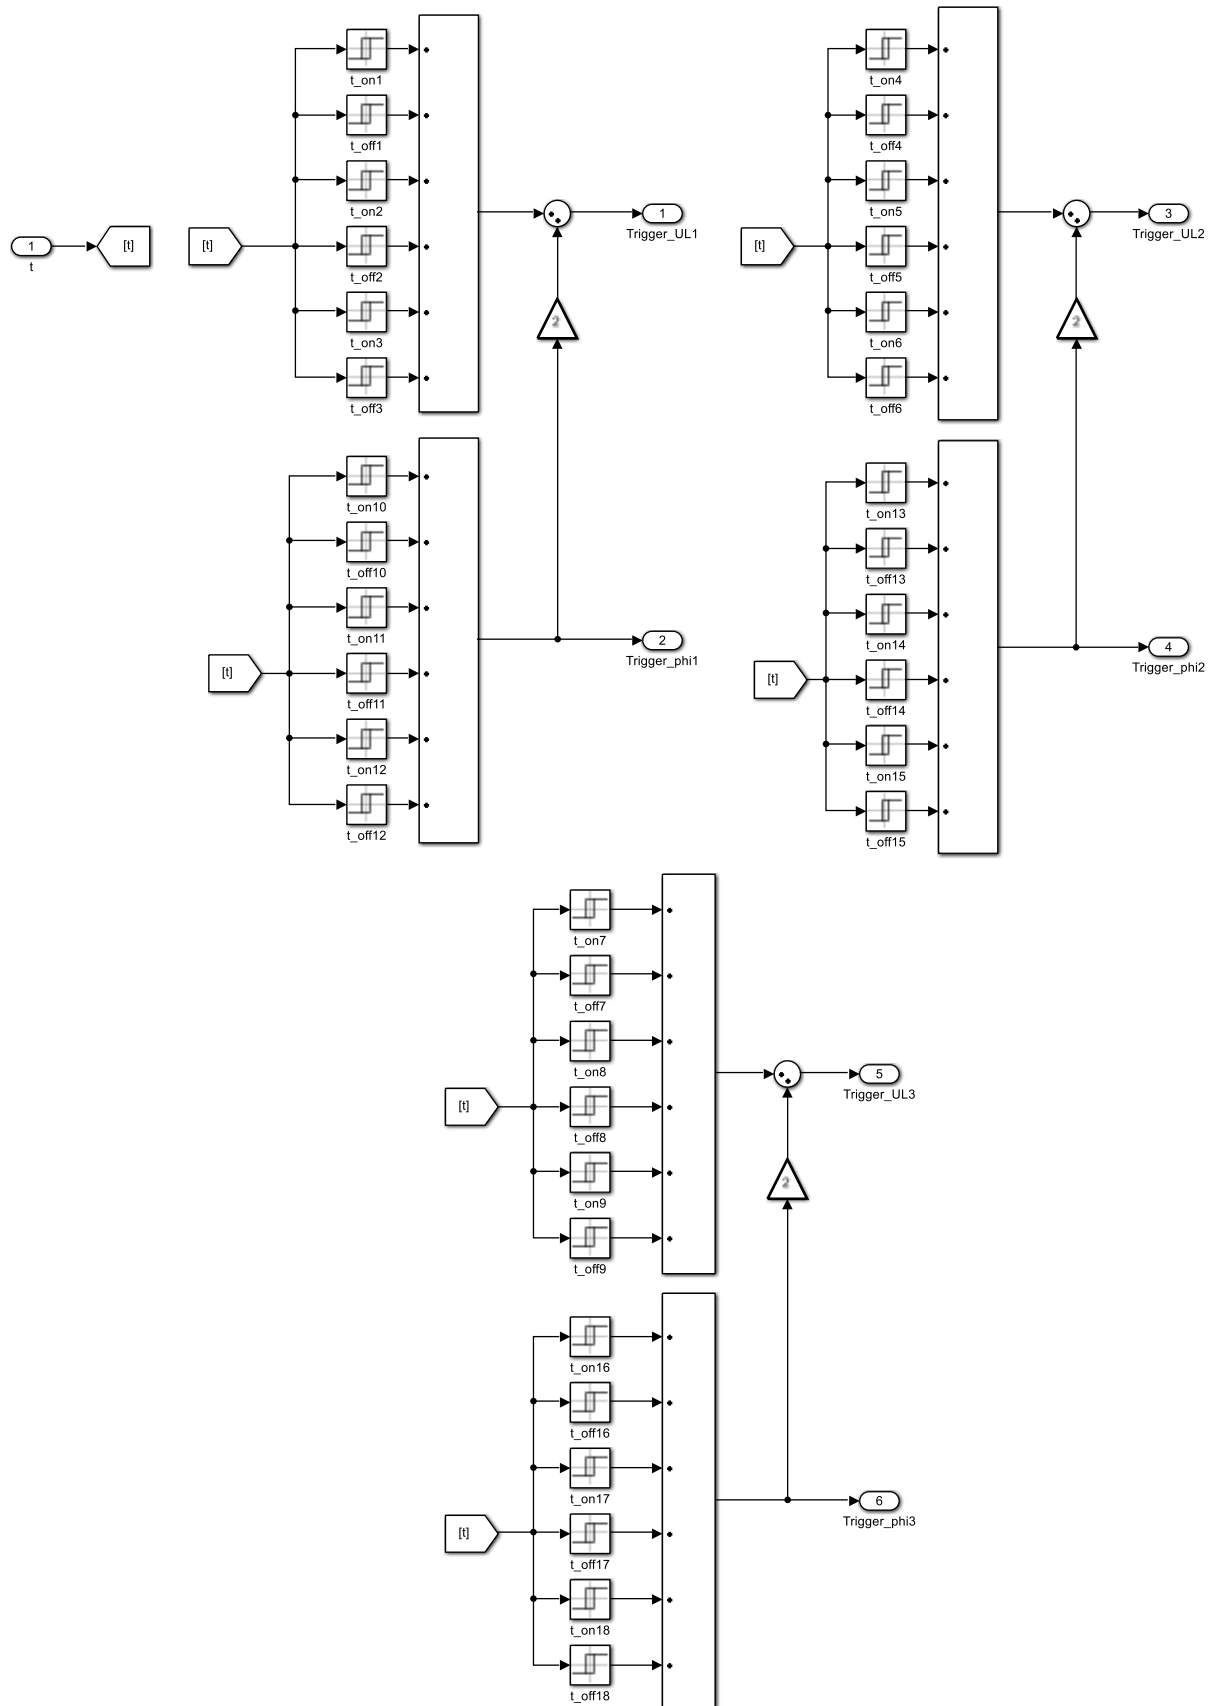 t_on1
t_off1
t_on2
t_off2
t_on3
t_off3
1
t
[t]
[t]
1
Trigger_UL1
2
t_on10
t_off10
t_on11
t_off11
t_on12
t_off12
[t]
2
Trigger_phi1
t_on4
t_off4
t_on5
t_off5
t_on6
t_off6
[t]
3
Trigger_UL2
2
t_on13
t_off13
t_on14
t_off14
t_on15
t_off15
[t]
4
Trigger_phi2
t_on7
t_off7
t_on8
t_off8
t_on9
t_off9
[t]
5
Trigger_UL3
2
t_on16
t_off16
t_on17
t_off17
t_on18
t_off18
[t]
6
Trigger_phi3